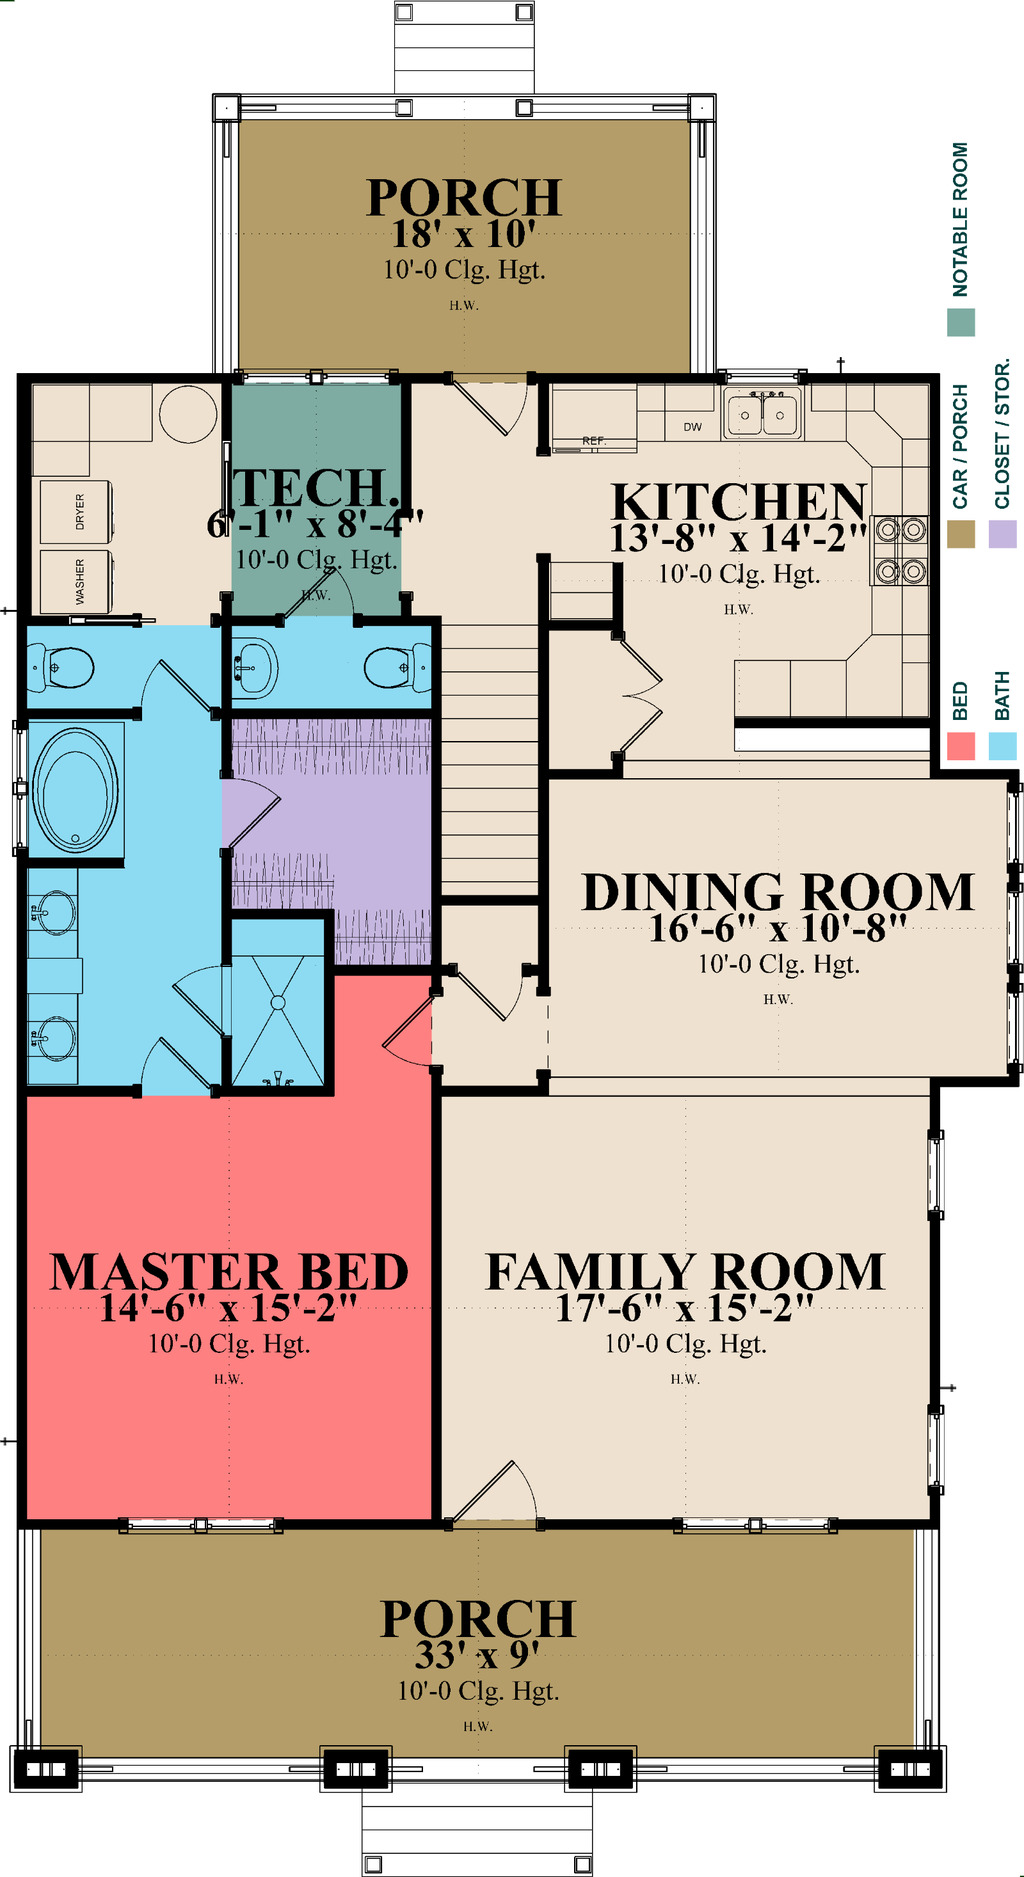 PORCH
18' x 10'
10'-0 Clg. Hgt.
H.W.
NOTABLE ROOM
CAR / PORCH
CLOSET / STOR.
BED
BATH
REF.
DW
DRYER
WASHER
TECH.
6'-1" x 8'-4"
10'-0 Clg. Hgt.
H.W.
KITCHEN
13'-8" x 14'-2"
10'-0 Clg. Hgt.
H.W.
DINING ROOM
16'-6" x 10'-8"
10'-0 Clg. Hgt.
H.W.
MASTER BED
14'-6" x 15'-2"
10'-0 Clg. Hgt.
H.W.
FAMILY ROOM
17'-6" x 15'-2"
10'-0 Clg. Hgt.
H.W.
PORCH
33' x 9'
10'-0 Clg. Hgt.
H.W.